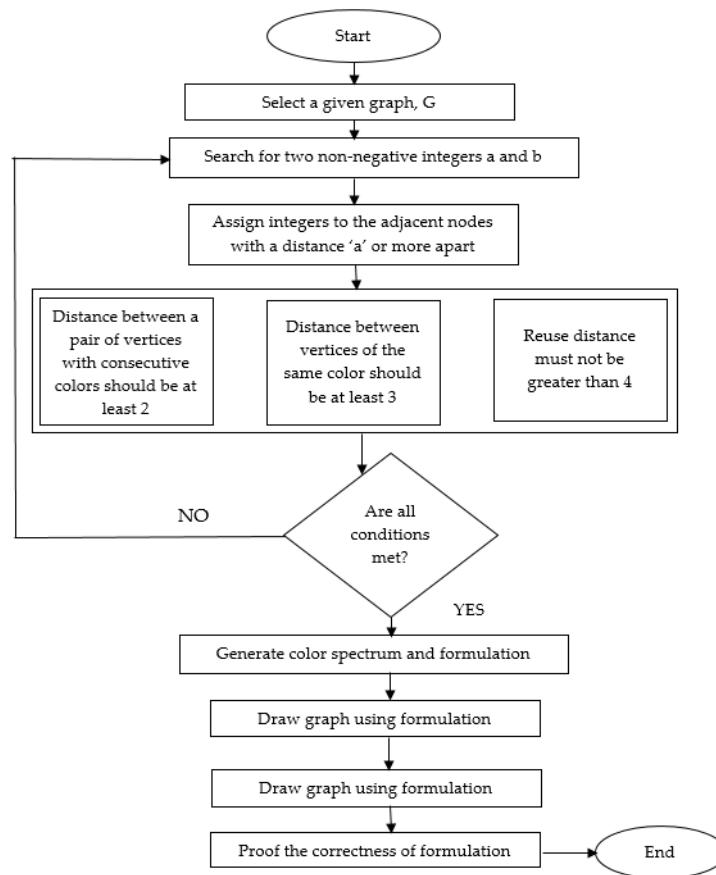 Start
Select a given graph, G
Search for two non-negative integers a and b
Assign integers to the adjacent nodes
with a distance 'a' or more apart
Distance between a
pair of vertices
with consecutive
colors should be at
least 2
Distance between
vertices of the
same color should
be at least 3
Reuse distance
must not be
greater than 4
NO
Are all
conditions
met?
YES
Generate color spectrum and formulation
Draw graph using formulation
Draw graph using formulation
Proof the correctness of formulation
End